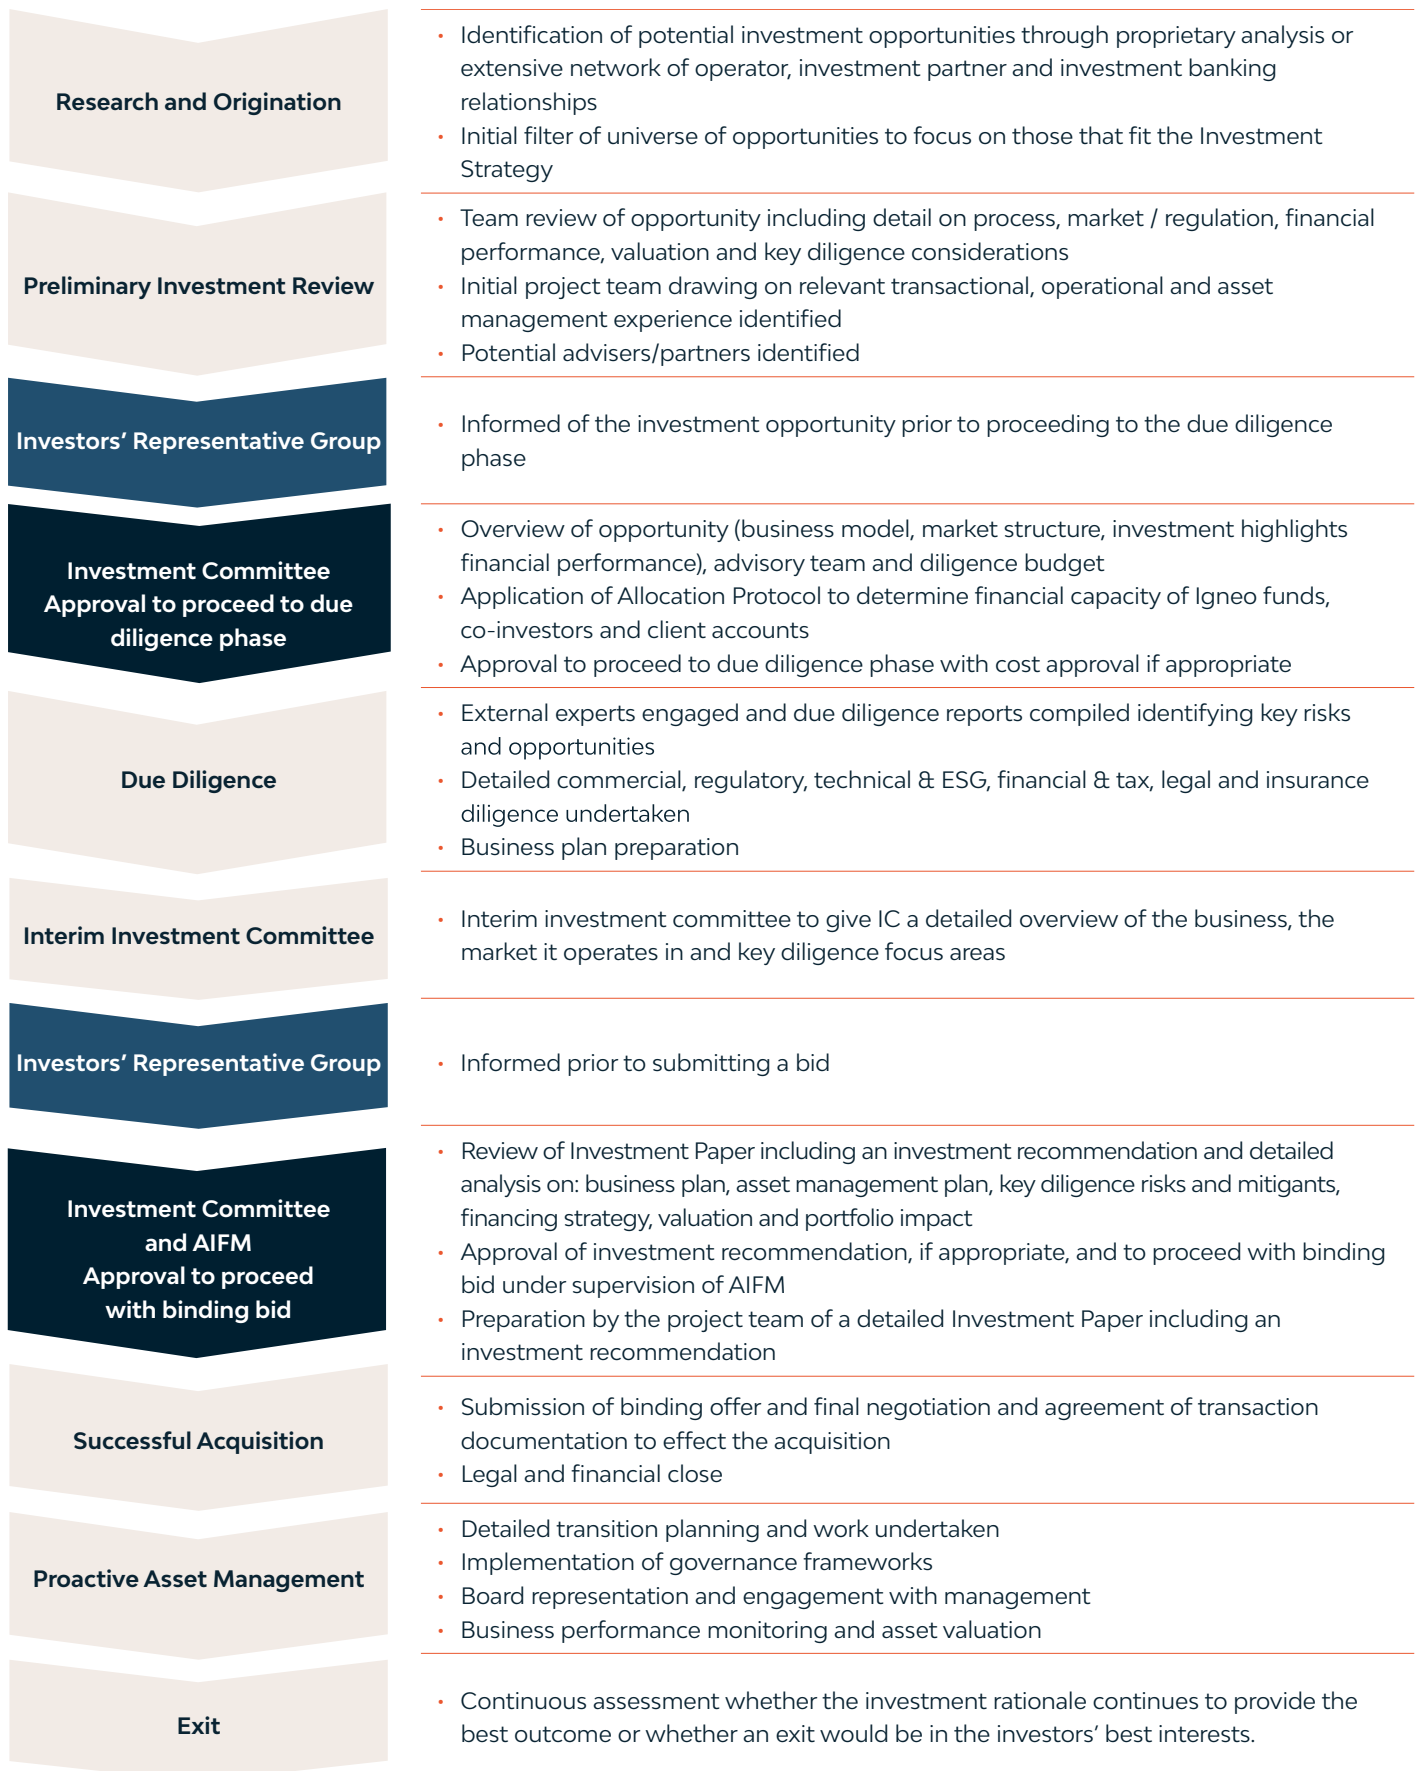 Research and Origination
• Identification of potential investment opportunities through proprietary analysis or
extensive network of operator, investment partner and investment banking
relationships
• Initial filter of universe of opportunities to focus on those that fit the Investment
Strategy
Preliminary Investment Review
• Team review of opportunity including detail on process, market / regulation, financial
performance, valuation and key diligence considerations
• Initial project team drawing on relevant transactional, operational and asset
management experience identified
• Potential advisers/partners identified
Investors’ Representative Group
• Informed of the investment opportunity prior to proceeding to the due diligence
phase
Investment Committee
Approval to proceed to due
diligence phase
• Overview of opportunity (business model, market structure, investment highlights
financial performance), advisory team and diligence budget
• Application of Allocation Protocol to determine financial capacity of Igneo funds,
co-investors and client accounts
• Approval to proceed to due diligence phase with cost approval if appropriate
Due Diligence
• External experts engaged and due diligence reports compiled identifying key risks
and opportunities
• Detailed commercial, regulatory, technical & ESG, financial & tax, legal and insurance
diligence undertaken
• Business plan preparation
Interim Investment Committee
• Interim investment committee to give IC a detailed overview of the business, the
market it operates in and key diligence focus areas
Investors’ Representative Group
• Informed prior to submitting a bid
Investment Committee
and AIFM
Approval to proceed
with binding bid
• Review of Investment Paper including an investment recommendation and detailed
analysis on: business plan, asset management plan, key diligence risks and mitigants,
financing strategy, valuation and portfolio impact
• Approval of investment recommendation, if appropriate, and to proceed with binding
bid under supervision of AIFM
• Preparation by the project team of a detailed Investment Paper including an
investment recommendation
Successful Acquisition
• Submission of binding offer and final negotiation and agreement of transaction
documentation to effect the acquisition
• Legal and financial close
Proactive Asset Management
• Detailed transition planning and work undertaken
• Implementation of governance frameworks
• Board representation and engagement with management
• Business performance monitoring and asset valuation
Exit
• Continuous assessment whether the investment rationale continues to provide the
best outcome or whether an exit would be in the investors’ best interests.